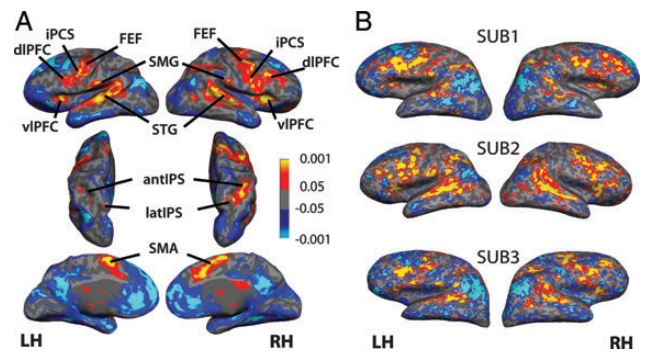 A
B
iPCS
FEF
dlPFC
SMG
FEF
iPCS
dlPFC
vlPFC
STG
vlPFC
antIPS
latIPS
SMA
LH
RH
0.001
0.05
-0.05
-0.001
SUB1
SUB2
SUB3
LH
RH